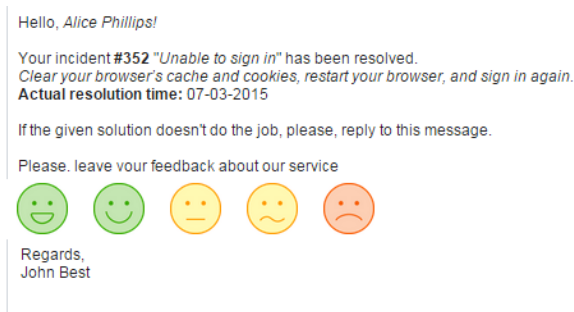 Hello, Alice Phillips!
Your incident #352 "Unable to sign in" has been resolved.
Clear your browser's cache and cookies, restart your browser, and sign in again.
Actual resolution time: 07-03-2015
If the given solution doesn't do the job, please, reply to this message.
Please. leave your feedback about our service
Regards,
John Best